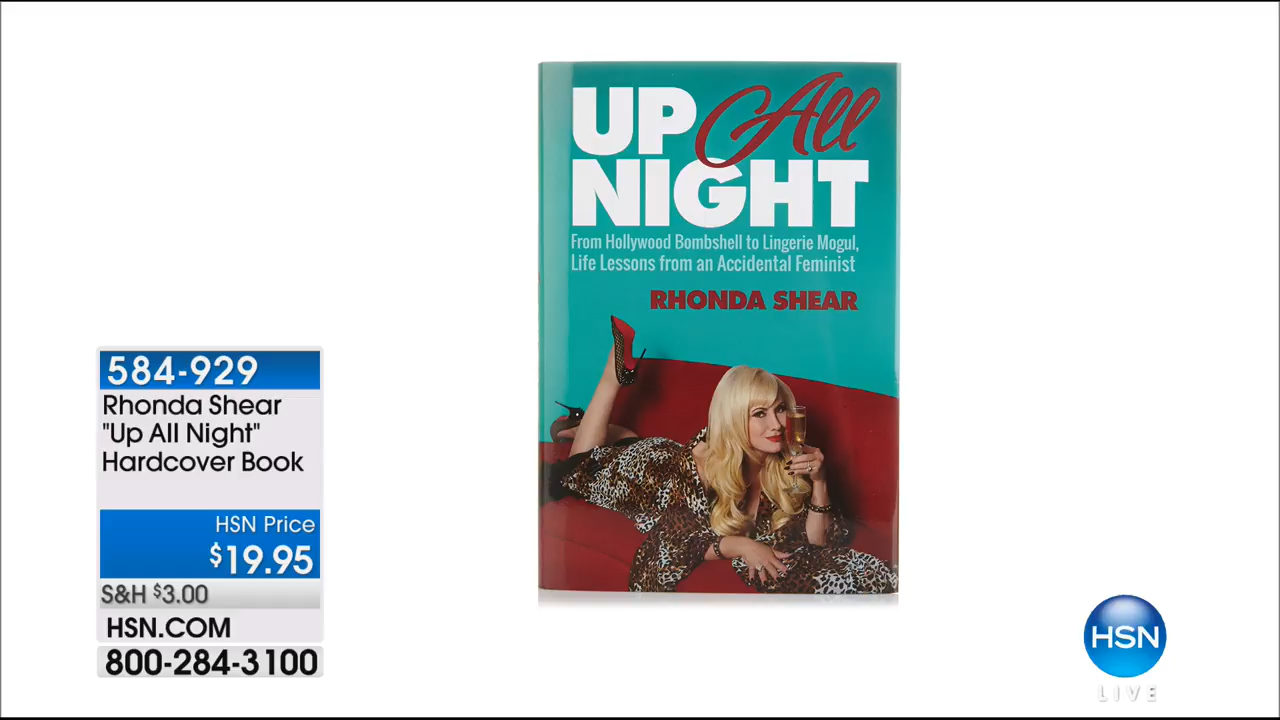 UP All
NIGHT
From Hollywood Bombshell to Lingerie Mogul,
Life Lessons from an Accidental Feminist
RHONDA SHEAR
584-929
Rhonda Shear
"Up All Night"
Hardcover Book
HSN Price
$19.95
S&H $3.00
HSN.COM
800-284-3100
HSN
LIVE